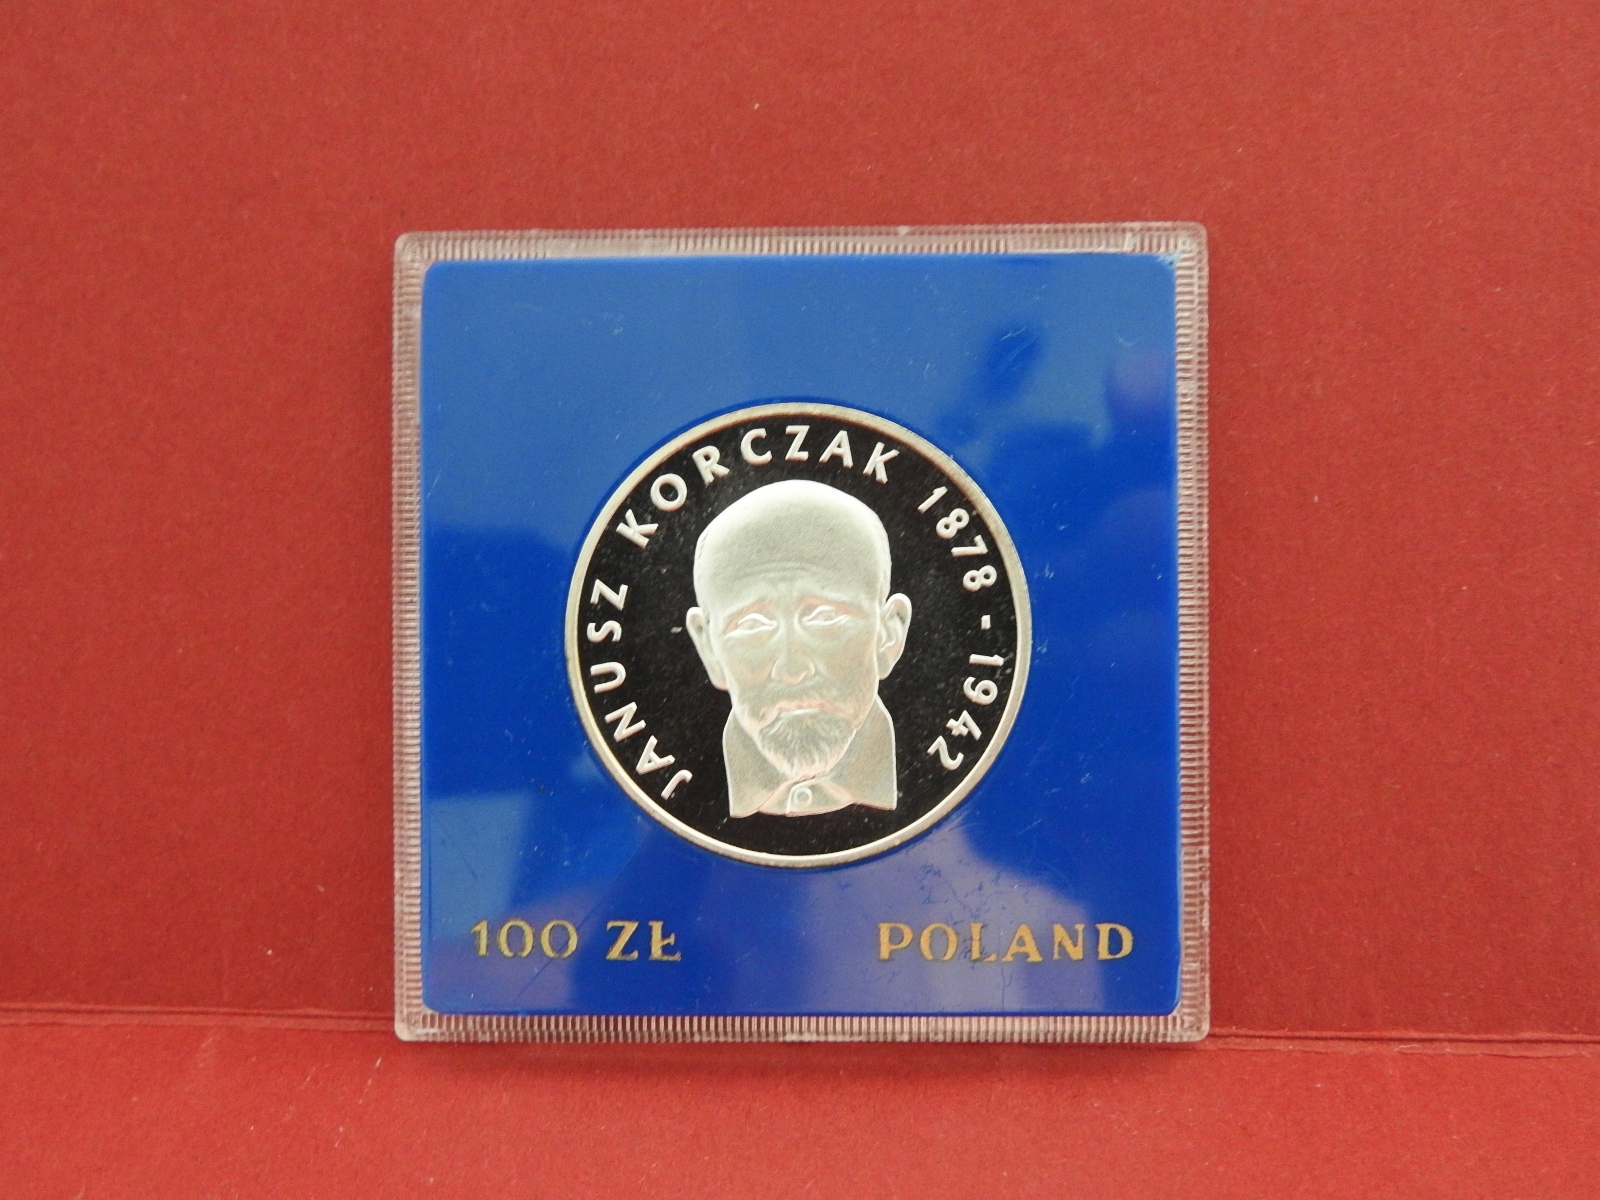 JANUSZ KORCZAK 1878 - 1942
100 ZŁ POLAND